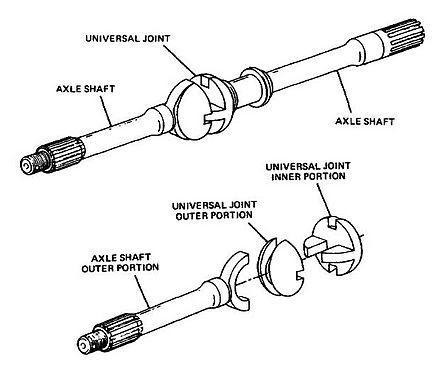 UNIVERSAL JOINT
AXLE SHAFT
AXLE SHAFT
UNIVERSAL JOINT
INNER PORTION
UNIVERSAL JOINT
OUTER PORTION
AXLE SHAFT
OUTER PORTION